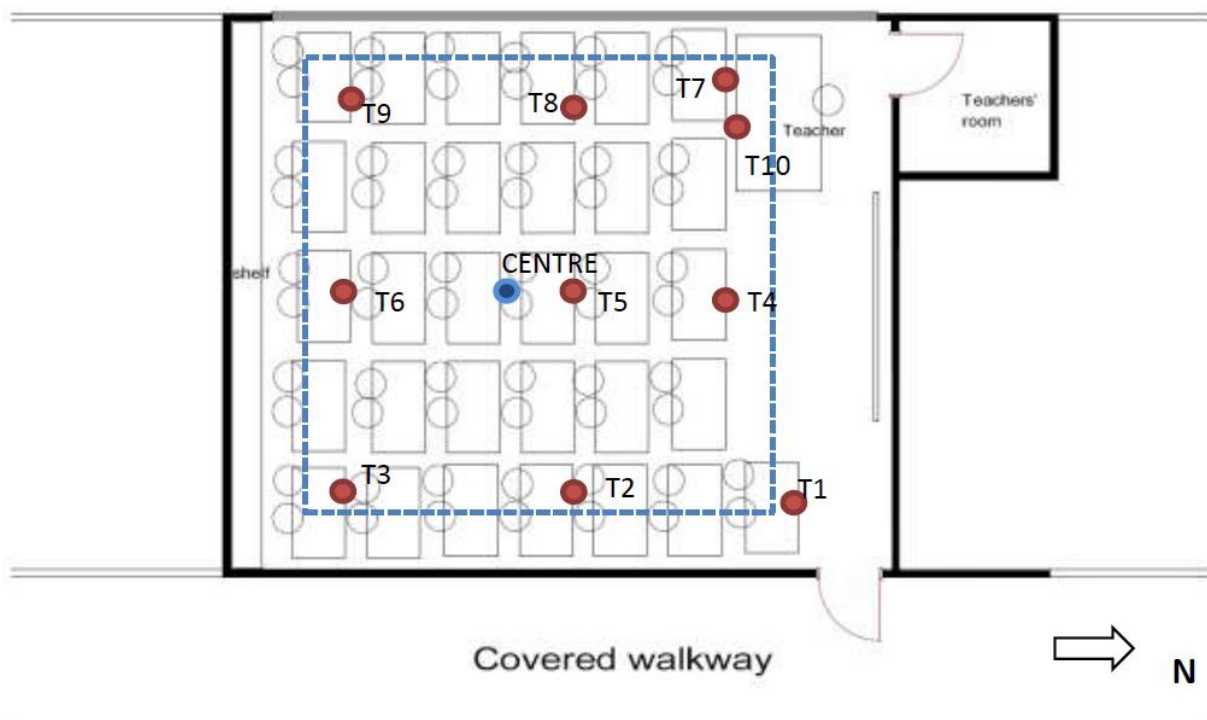 T7
T9
T8
Teachers'
room
Teacher
T10
CENTRE
shelf
T6
T5
T4
T3
T2
T1
Covered walkway
N